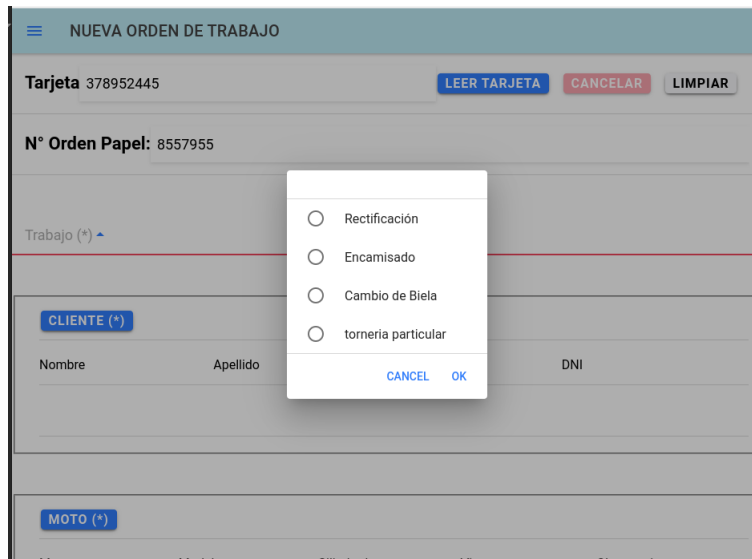 NUEVA ORDEN DE TRABAJO
Tarjeta 378952445 LEER TARJETA CANCELAR LIMPIAR
N° Orden Papel: 8557955
Trabajo (*)
Rectificación
Encamisado
Cambio de Biela
torneria particular
CANCEL OK
CLIENTE (*)
Nombre Apellido DNI
MOTO (*)